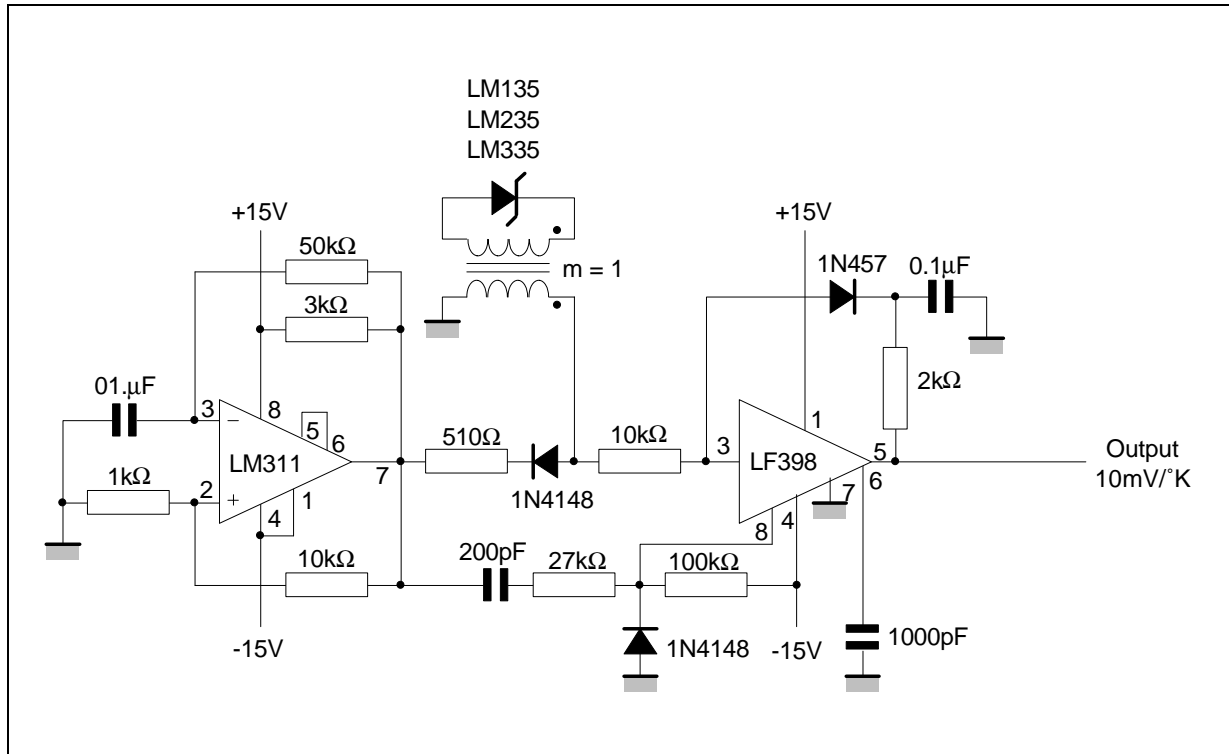 LM135
LM235
LM335
+15V
+15V
50kΩ
1N457
0.1µF
m = 1
3kΩ
2kΩ
01.µF
3
−
8
5
6
1
510Ω
10kΩ
3
5
Output
LM311
LF398
10mV/˚K
1kΩ
7
6
2
+
1
1N4148
7
4
8
4
200pF
27kΩ
100kΩ
10kΩ
-15V
1N4148
-15V
1000pF